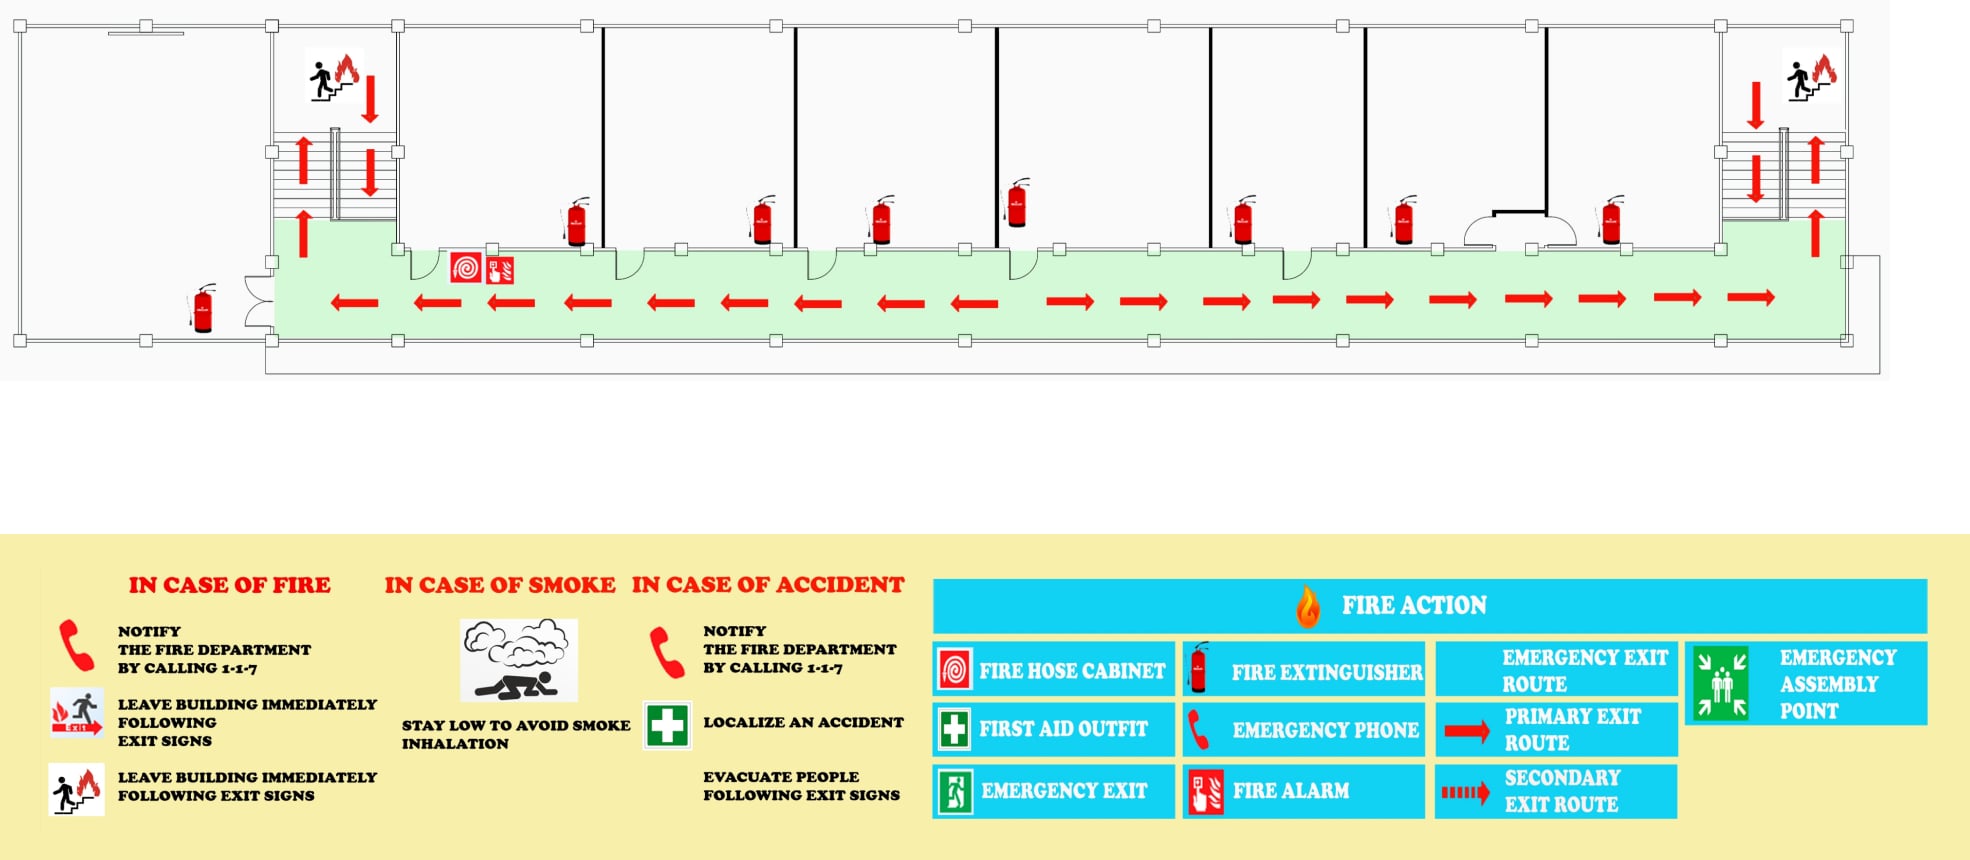 IN CASE OF FIRE
NOTIFY
THE FIRE DEPARTMENT
BY CALLING 1-1-7
Exit
LEAVE BUILDING IMMEDIATELY
FOLLOWING
EXIT SIGNS
LEAVE BUILDING IMMEDIATELY
FOLLOWING EXIT SIGNS
IN CASE OF SMOKE
STAY LOW TO AVOID SMOKE
INHALATION
IN CASE OF ACCIDENT
NOTIFY
THE FIRE DEPARTMENT
BY CALLING 1-1-7
LOCALIZE AN ACCIDENT
EVACUATE PEOPLE
FOLLOWING EXIT SIGNS
FIRE ACTION
FIRE HOSE CABINET
FIRST AID OUTFIT
EMERGENCY EXIT
FIRE EXTINGUISHER
EMERGENCY PHONE
FIRE ALARM
EMERGENCY EXIT
ROUTE
PRIMARY EXIT
ROUTE
SECONDARY
EXIT ROUTE
EMERGENCY
ASSEMBLY
POINT